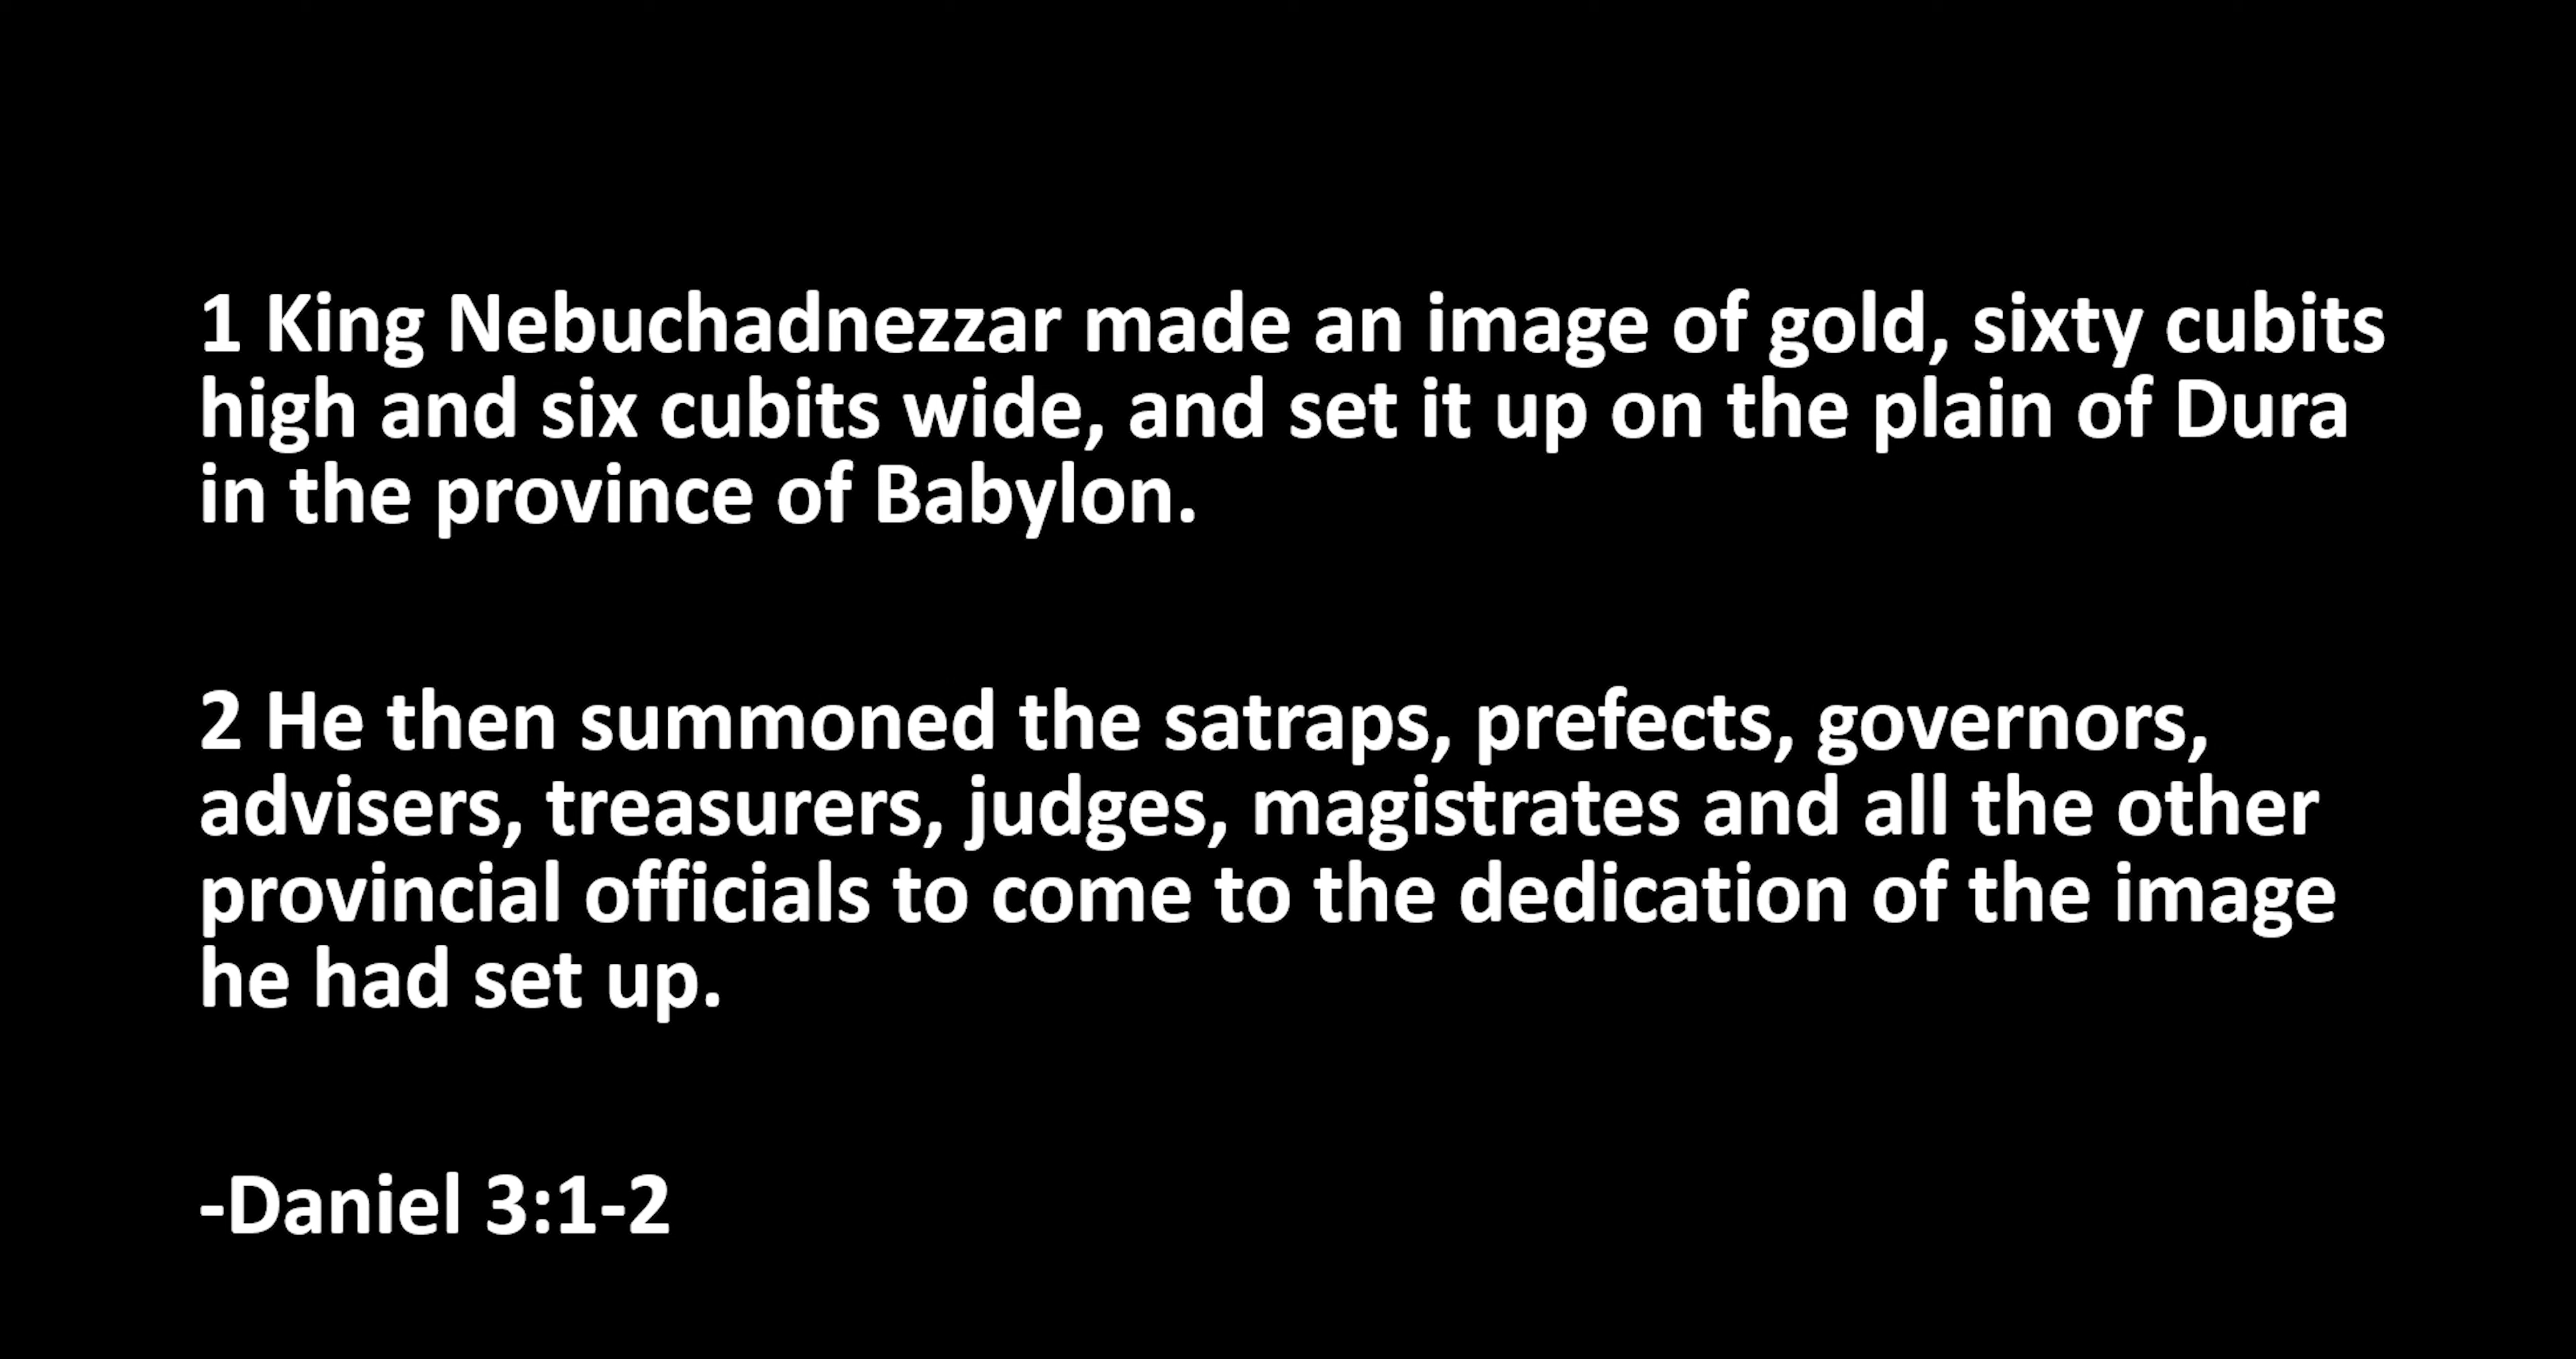 1 King Nebuchadnezzar made an image of gold, sixty cubits
high and six cubits wide, and set it up on the plain of Dura
in the province of Babylon.
2 He then summoned the satraps, prefects, governors,
advisers, treasurers, judges, magistrates and all the other
provincial officials to come to the dedication of the image
he had set up.
-Daniel 3:1-2